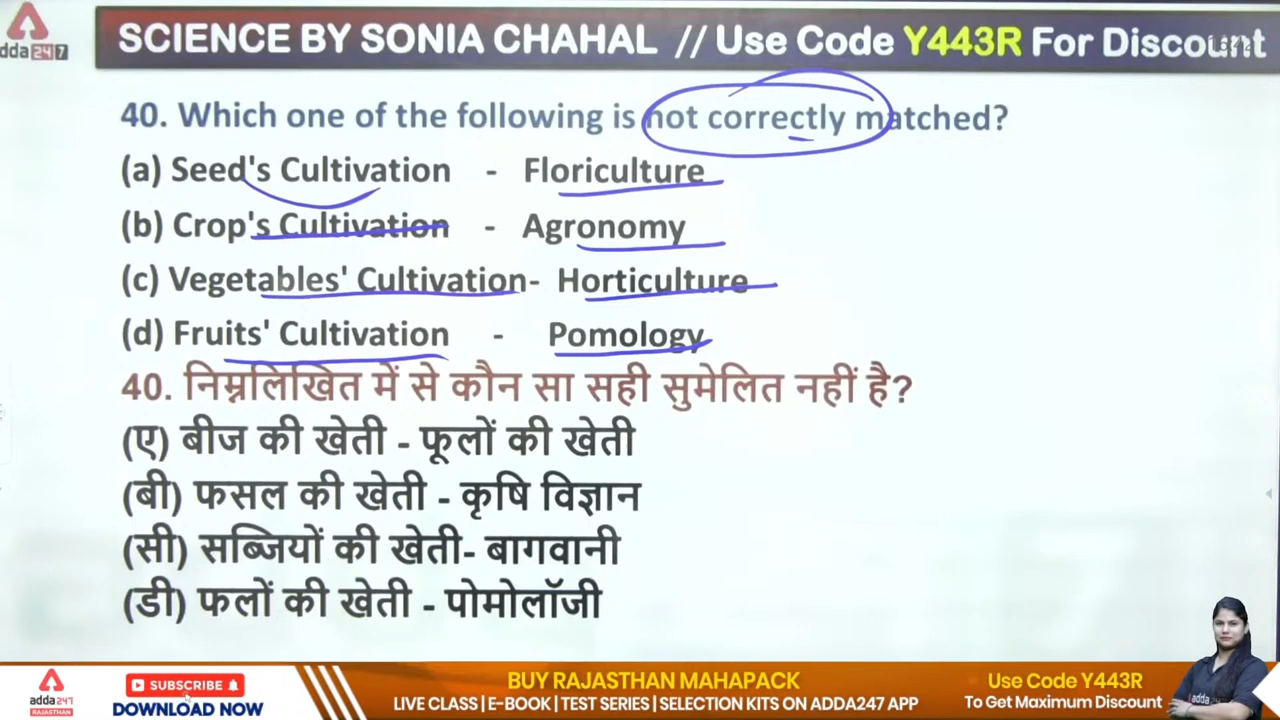 adda247
SCIENCE BY SONIA CHAHAL // Use Code Y443R For Discount
40. Which one of the following is not correctly matched?
(a) Seed's Cultivation - Floriculture
(b) Crop's Cultivation - Agronomy
(c) Vegetables' Cultivation- Horticulture
(d) Fruits' Cultivation - Pomology
40. निम्नलिखित में से कौन सा सही सुमेलित नहीं है?
(ए) बीज की खेती - फूलों की खेती
(बी) फसल की खेती - कृषि विज्ञान
(सी) सब्जियों की खेती- बागवानी
(डी) फलों की खेती - पोमोलॉजी
adda247
RAJASTHAN
SUBSCRIBE
DOWNLOAD NOW
BUY RAJASTHAN MAHAPACK
LIVE CLASS | E-BOOK | TEST SERIES | SELECTION KITS ON ADDA247 APP
Use Code Y443R
To Get Maximum Discount